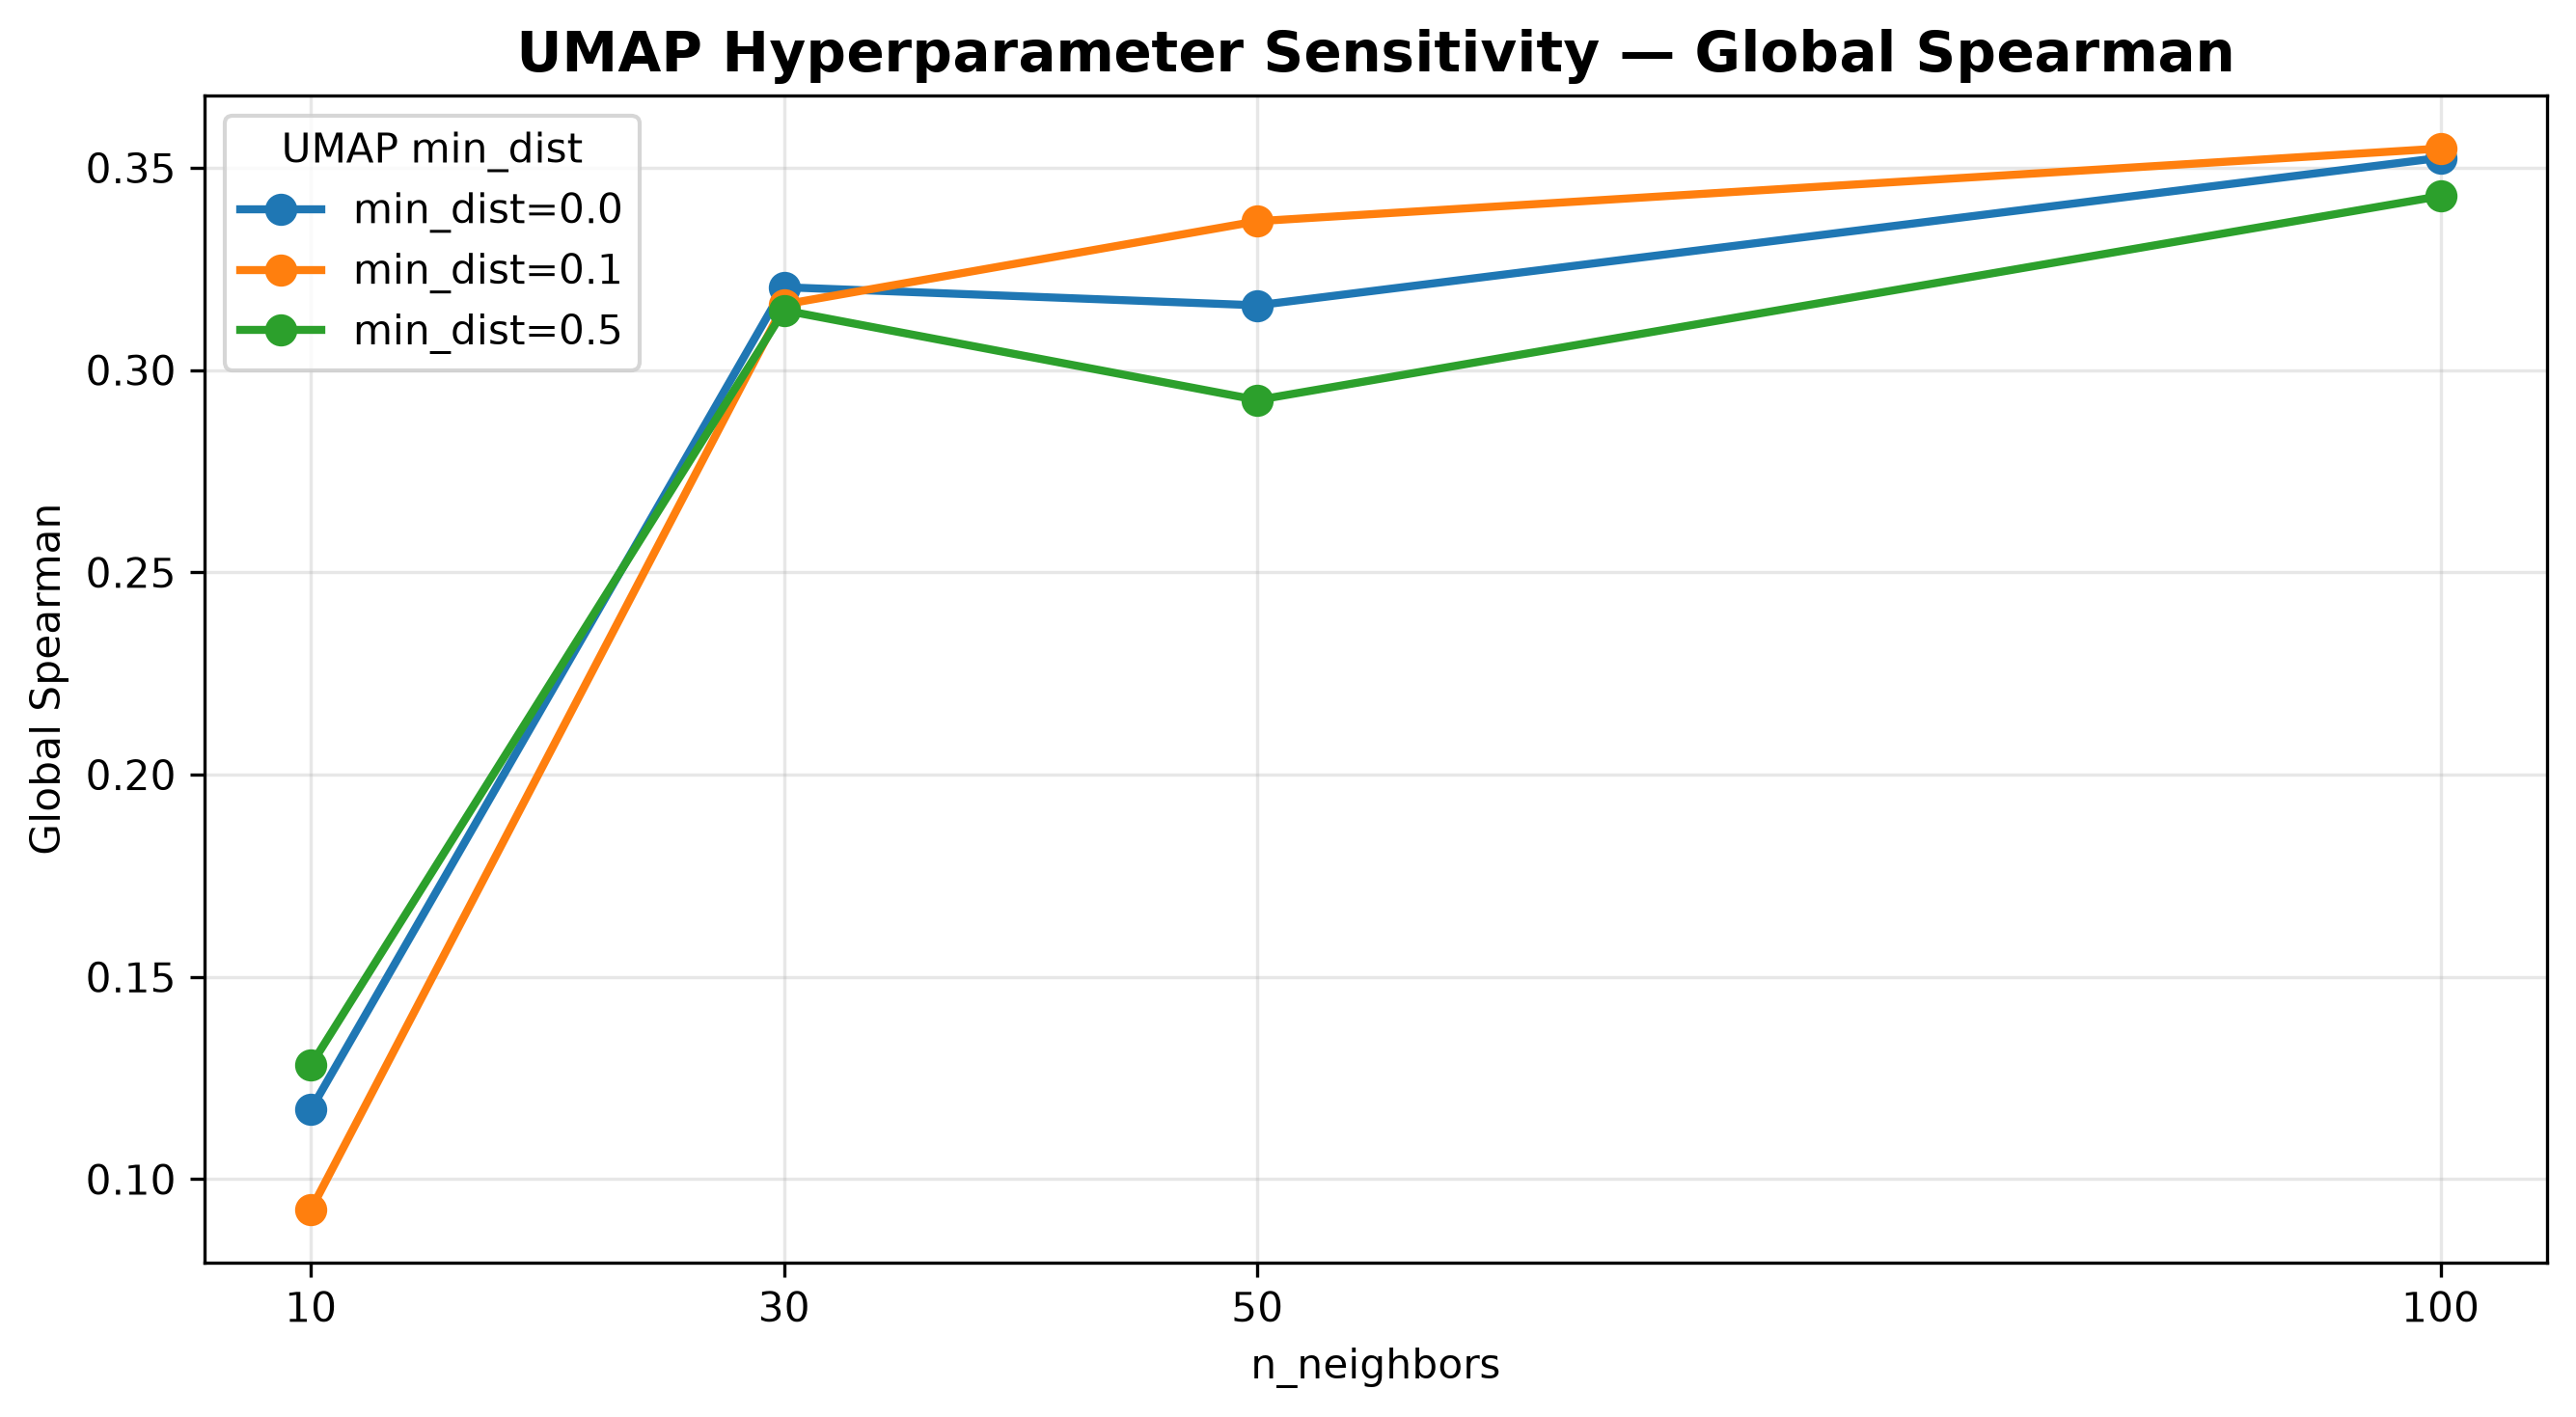 UMAP Hyperparameter Sensitivity — Global Spearman
UMAP min_dist
min_dist=0.0
min_dist=0.1
min_dist=0.5
0.35
0.30
0.25
0.20
0.15
0.10
Global Spearman
10 30 50 100
n_neighbors